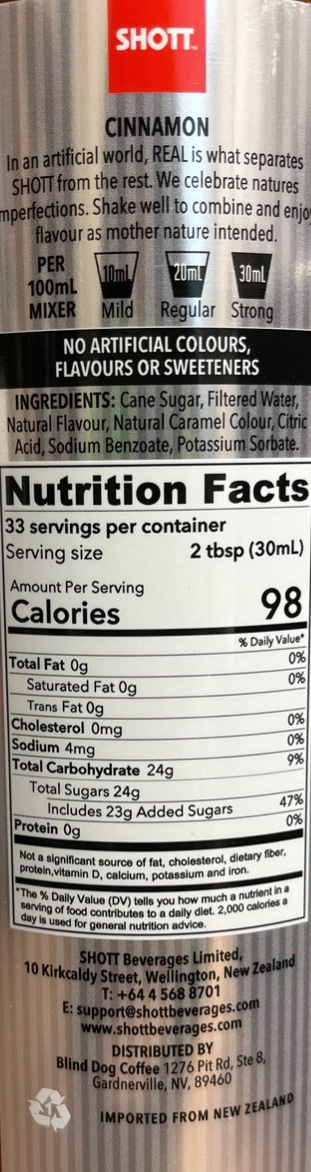 SHOTT™
CINNAMON
In an artificial world, REAL is what separates
SHOTT from the rest. We celebrate natures
mperfections. Shake well to combine and enjo
flavour as mother nature intended.
PER
100mL
MIXER
10mL
Mild
20mL
Regular
30mL
Strong
NO ARTIFICIAL COLOURS,
FLAVOURS OR SWEETENERS
INGREDIENTS: Cane Sugar, Filtered Water,
Natural Flavour, Natural Caramel Colour, Citric
Acid, Sodium Benzoate, Potassium Sorbate.
Nutrition Facts
33 servings per container
Serving size 2 tbsp (30mL)
Amount Per Serving
Calories 98
% Daily Value*
Total Fat 0g 0%
Saturated Fat 0g 0%
Trans Fat 0g
Cholesterol 0mg 0%
Sodium 4mg 0%
Total Carbohydrate 24g 9%
Total Sugars 24g
Includes 23g Added Sugars 47%
Protein 0g 0%
Not a significant source of fat, cholesterol, dietary fiber,
protein,vitamin D, calcium, potassium and iron.
*The % Daily Value (DV) tells you how much a nutrient in a
serving of food contributes to a daily diet. 2,000 calories a
day is used for general nutrition advice.
SHOTT Beverages Limited,
10 Kirkcaldy Street, Wellington, New Zealand
T: +64 4 568 8701
E: support@shottbeverages.com
www.shottbeverages.com
DISTRIBUTED BY
Blind Dog Coffee 1276 Pit Rd, Ste 8,
Gardnerville, NV, 89460
1
IMPORTED FROM NEW ZEALAND